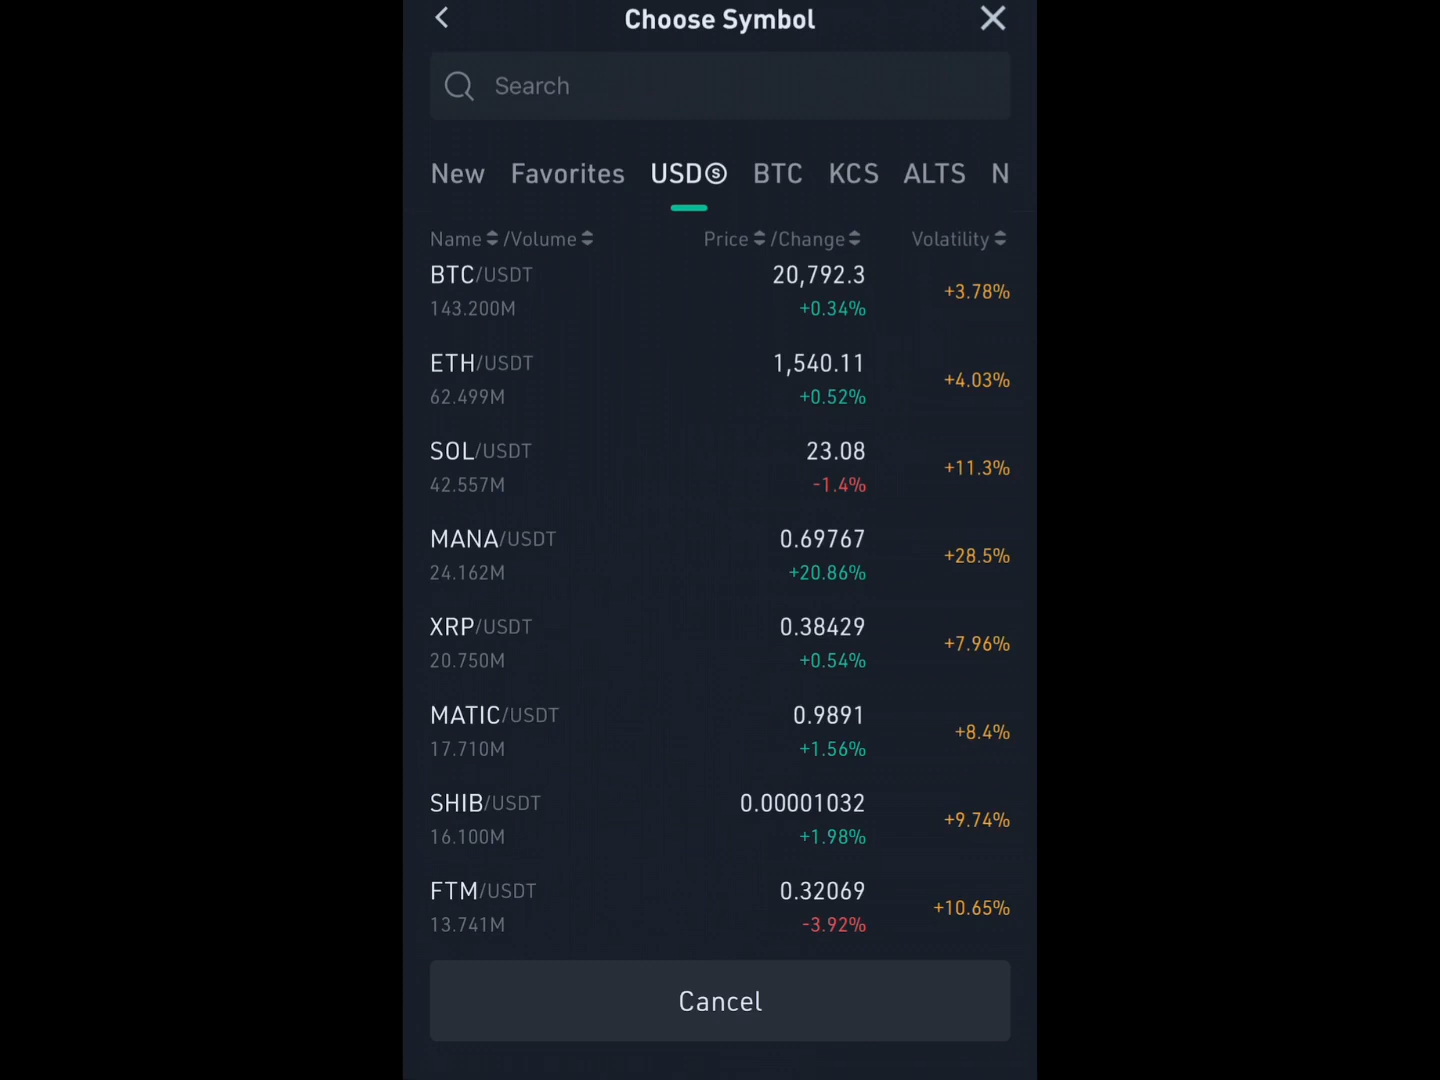 Choose Symbol
Search
New Favorites USDⓢ BTC KCS ALTS N
Name /Volume Price /Change Volatility
BTC/USDT 20,792.3 +3.78%
143.200M +0.34%
ETH/USDT 1,540.11 +4.03%
62.499M +0.52%
SOL/USDT 23.08 +11.3%
42.557M -1.4%
MANA/USDT 0.69767 +28.5%
24.162M +20.86%
XRP/USDT 0.38429 +7.96%
20.750M +0.54%
MATIC/USDT 0.9891 +8.4%
17.710M +1.56%
SHIB/USDT 0.00001032 +9.74%
16.100M +1.98%
FTM/USDT 0.32069 +10.65%
13.741M -3.92%
Cancel